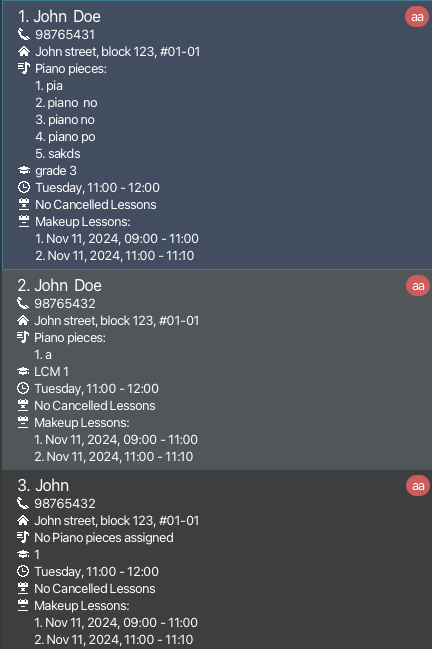 1. John Doe aa
98765431
John street, block 123, #01-01
Piano pieces:
1. pia
2. piano no
3. piano no
4. piano po
5. sakds
grade 3
Tuesday, 11:00 - 12:00
No Cancelled Lessons
Makeup Lessons:
1. Nov 11, 2024, 09:00 - 11:00
2. Nov 11, 2024, 11:00 - 11:10
2. John Doe aa
98765432
John street, block 123, #01-01
Piano pieces:
1. a
LCM 1
Tuesday, 11:00 - 12:00
No Cancelled Lessons
Makeup Lessons:
1. Nov 11, 2024, 09:00 - 11:00
2. Nov 11, 2024, 11:00 - 11:10
3. John aa
98765432
John street, block 123, #01-01
No Piano pieces assigned
1
Tuesday, 11:00 - 12:00
No Cancelled Lessons
Makeup Lessons:
1. Nov 11, 2024, 09:00 - 11:00
2. Nov 11, 2024, 11:00 - 11:10